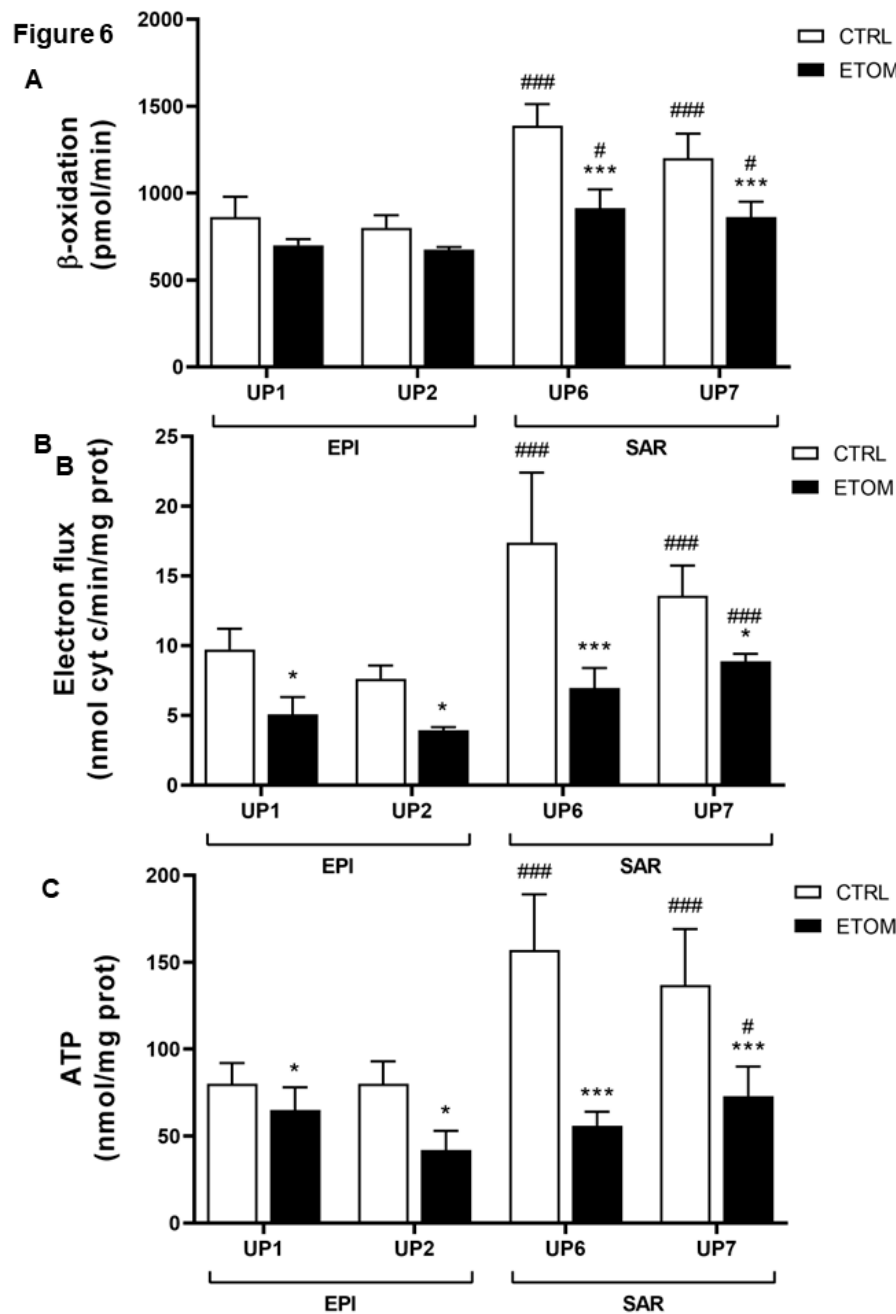 Figure 6
A
β-oxidation
(pmol/min)
2000
1500
1000
500
0
CTRL
ETOM
###
#
***
###
#
***
UP1
UP2
UP6
UP7
EPI
SAR
B
B
Electron flux
(nmol cyt c/min/mg prot)
25
20
15
10
5
0
CTRL
ETOM
*
*
###
***
###
###
*
UP1
UP2
UP6
UP7
EPI
SAR
C
ATP
(nmol/mg prot)
200
150
100
50
0
CTRL
ETOM
*
*
###
***
###
#
***
UP1
UP2
UP6
UP7
EPI
SAR